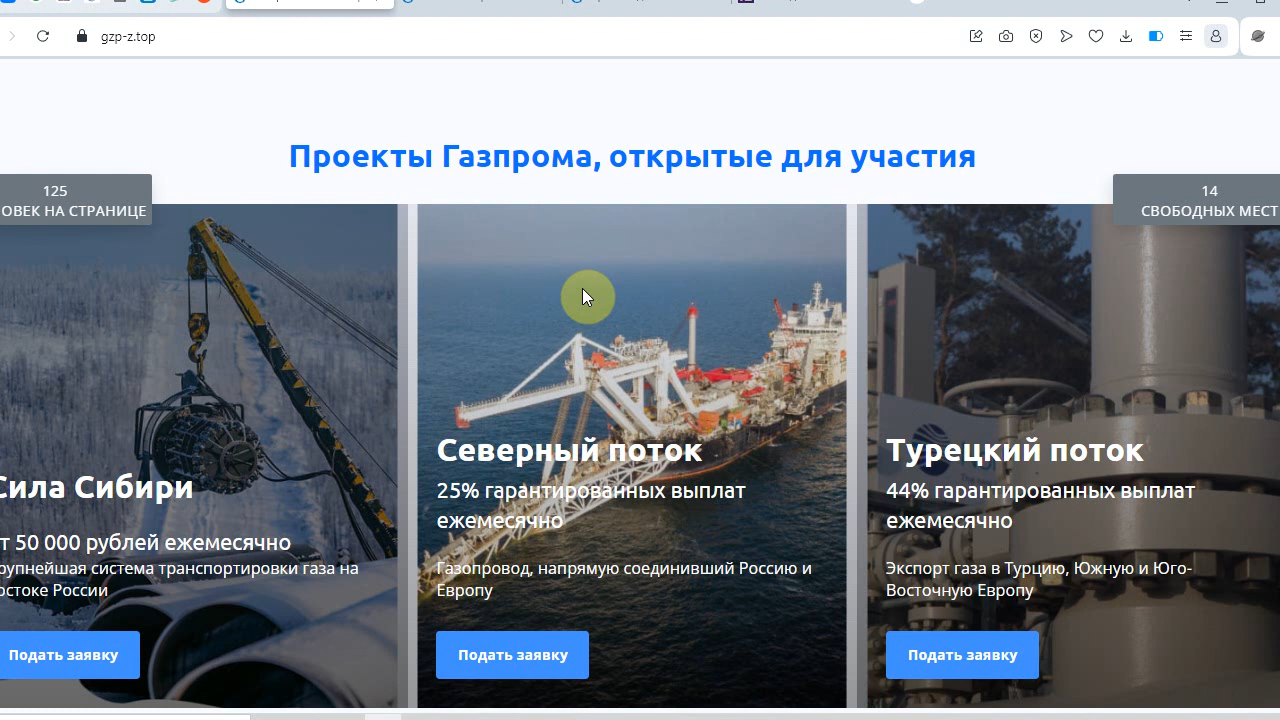 gzp-z.top
Проекты Газпрома, открытые для участия
125
ОВЕК НА СТРАНИЦЕ
14
СВОБОДНЫХ МЕСТ
Сила Сибири
т 50 000 рублей ежемесячно
рупнейшая система транспортировки газа на
остоке России
Подать заявку
Северный поток
25% гарантированных выплат
ежемесячно
Газопровод, напрямую соединивший Россию и
Европу
Подать заявку
Турецкий поток
44% гарантированных выплат
ежемесячно
Экспорт газа в Турцию, Южную и Юго-
Восточную Европу
Подать заявку